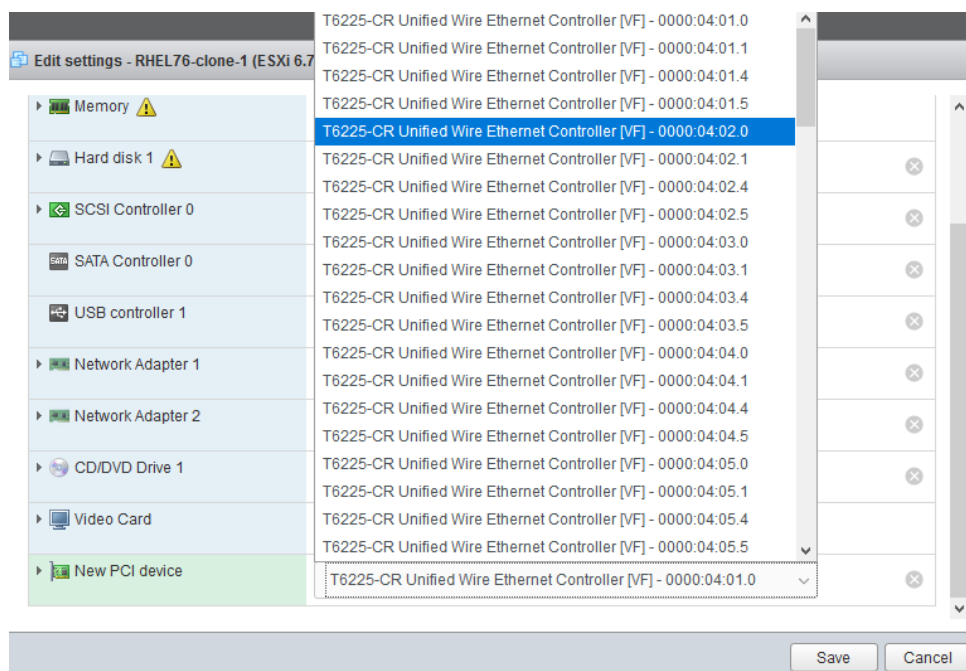 T6225-CR Unified Wire Ethernet Controller [VF] - 0000:04:01.0
T6225-CR Unified Wire Ethernet Controller [VF] - 0000:04:01.1
Edit settings - RHEL76-clone-1 (ESXi 6.7
T6225-CR Unified Wire Ethernet Controller [VF] - 0000:04:01.4
T6225-CR Unified Wire Ethernet Controller [VF] - 0000:04:01.5
Memory
T6225-CR Unified Wire Ethernet Controller [VF] - 0000:04:02.0
Hard disk 1
T6225-CR Unified Wire Ethernet Controller [VF] - 0000:04:02.1
T6225-CR Unified Wire Ethernet Controller [VF] - 0000:04:02.4
SCSI Controller 0
T6225-CR Unified Wire Ethernet Controller [VF] - 0000:04:02.5
T6225-CR Unified Wire Ethernet Controller [VF] - 0000:04:03.0
SATA
SATA Controller 0
T6225-CR Unified Wire Ethernet Controller [VF] - 0000:04:03.1
T6225-CR Unified Wire Ethernet Controller [VF] - 0000:04:03.4
USB controller 1
T6225-CR Unified Wire Ethernet Controller [VF] - 0000:04:03.5
T6225-CR Unified Wire Ethernet Controller [VF] - 0000:04:04.0
Network Adapter 1
T6225-CR Unified Wire Ethernet Controller [VF] - 0000:04:04.1
T6225-CR Unified Wire Ethernet Controller [VF] - 0000:04:04.4
Network Adapter 2
T6225-CR Unified Wire Ethernet Controller [VF] - 0000:04:04.5
T6225-CR Unified Wire Ethernet Controller [VF] - 0000:04:05.0
CD/DVD Drive 1
T6225-CR Unified Wire Ethernet Controller [VF] - 0000:04:05.1
Video Card
T6225-CR Unified Wire Ethernet Controller [VF] - 0000:04:05.4
T6225-CR Unified Wire Ethernet Controller [VF] - 0000:04:05.5
New PCI device
T6225-CR Unified Wire Ethernet Controller [VF] - 0000:04:01.0
Save
Cancel